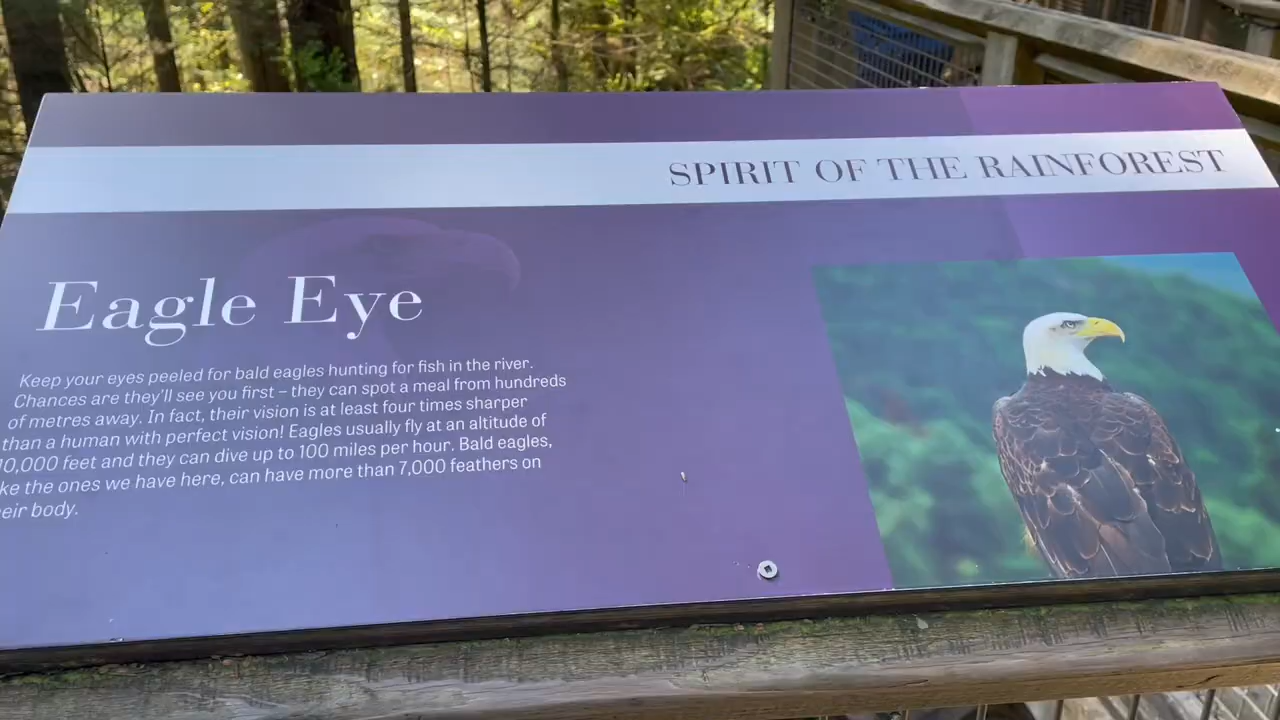 SPIRIT OF THE RAINFOREST
Eagle Eye
Keep your eyes peeled for bald eagles hunting for fish in the river.
Chances are they'll see you first – they can spot a meal from hundreds
of metres away. In fact, their vision is at least four times sharper
than a human with perfect vision! Eagles usually fly at an altitude of
10,000 feet and they can dive up to 100 miles per hour. Bald eagles,
ke the ones we have here, can have more than 7,000 feathers on
eir body.